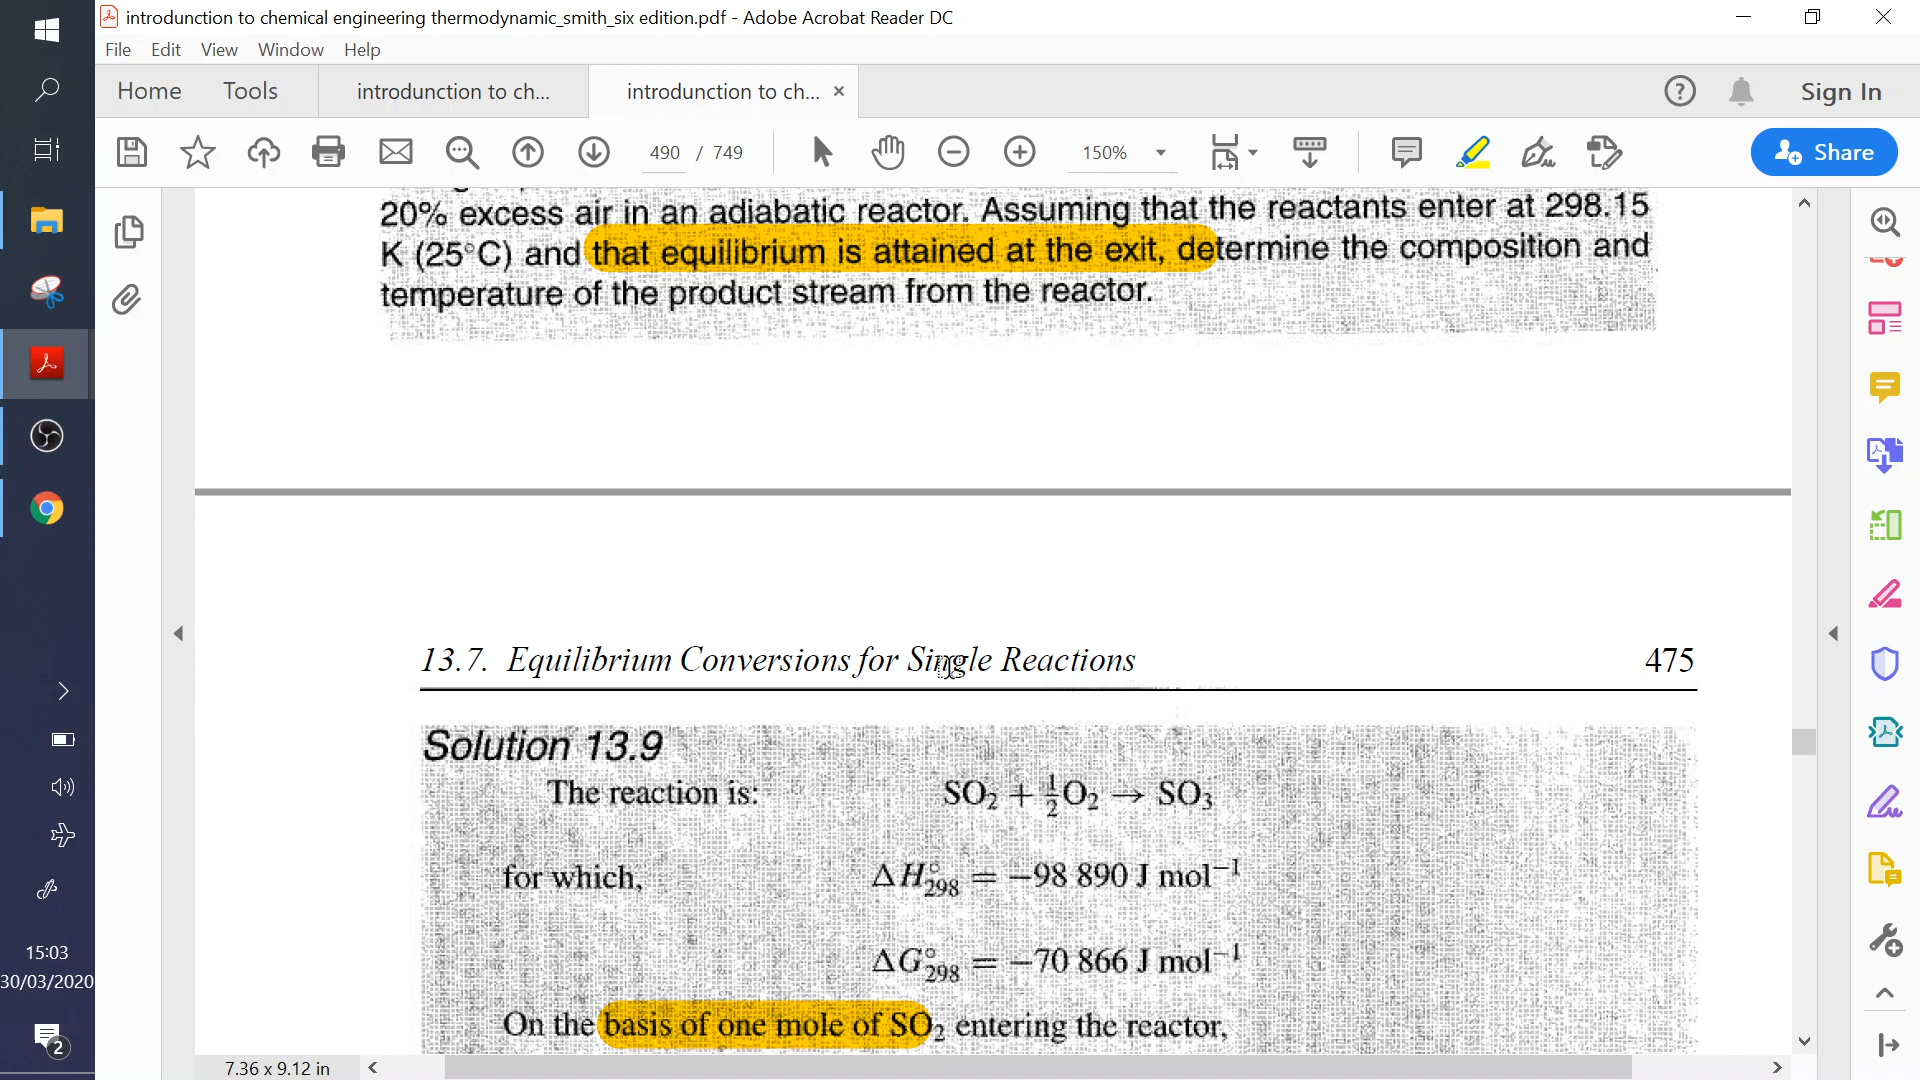 introdunction to chemical engineering thermodynamic_smith_six edition.pdf - Adobe Acrobat Reader DC
File Edit View Window Help
Home Tools introdunction to ch... introdunction to ch... × Sign In
490 / 749 150% Share
20% excess air in an adiabatic reactor. Assuming that the reactants enter at 298.15
K (25°C) and that equilibrium is attained at the exit, determine the composition and
temperature of the product stream from the reactor.
13.7. Equilibrium Conversions for Single Reactions 475
Solution 13.9
The reaction is: SO₂ + ½O₂ → SO₃
for which, ΔH°₂₉₈ = −98 890 J mol⁻¹
ΔG°₂₉₈ = −70 866 J mol⁻¹
On the basis of one mole of SO₂ entering the reactor,
7.36 x 9.12 in
15:03
30/03/2020
2